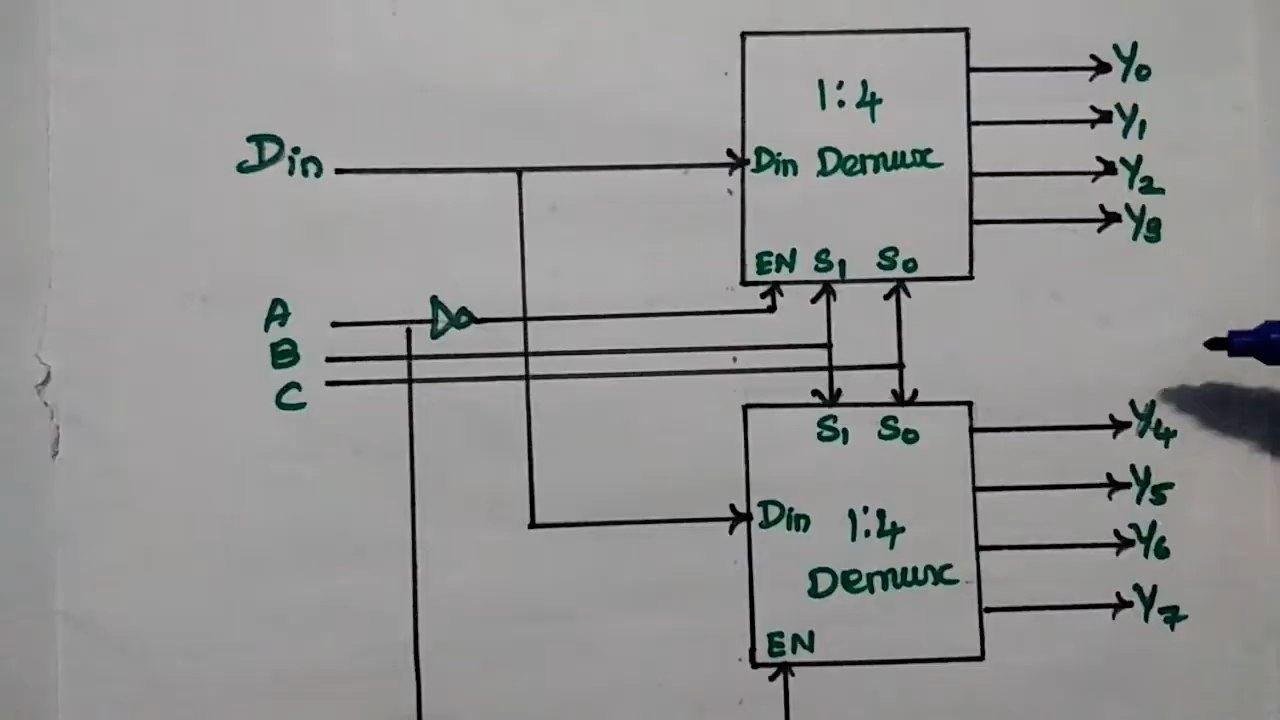 Din
A
B
C
1:4
Din Demux
EN S1 S0
Y0
Y1
Y2
Y3
S1 S0
Din 1:4
Demux
EN
Y4
Y5
Y6
Y7